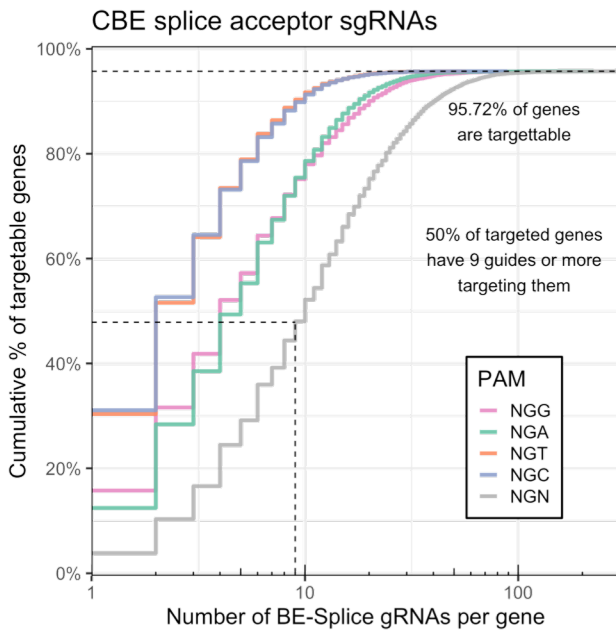 CBE splice acceptor sgRNAs
Cumulative % of targetable genes
100%
80%
60%
40%
20%
0%
95.72% of genes
are targettable
50% of targeted genes
have 9 guides or more
targeting them
PAM
NGG
NGA
NGT
NGC
NGN
1
10
100
Number of BE-Splice gRNAs per gene